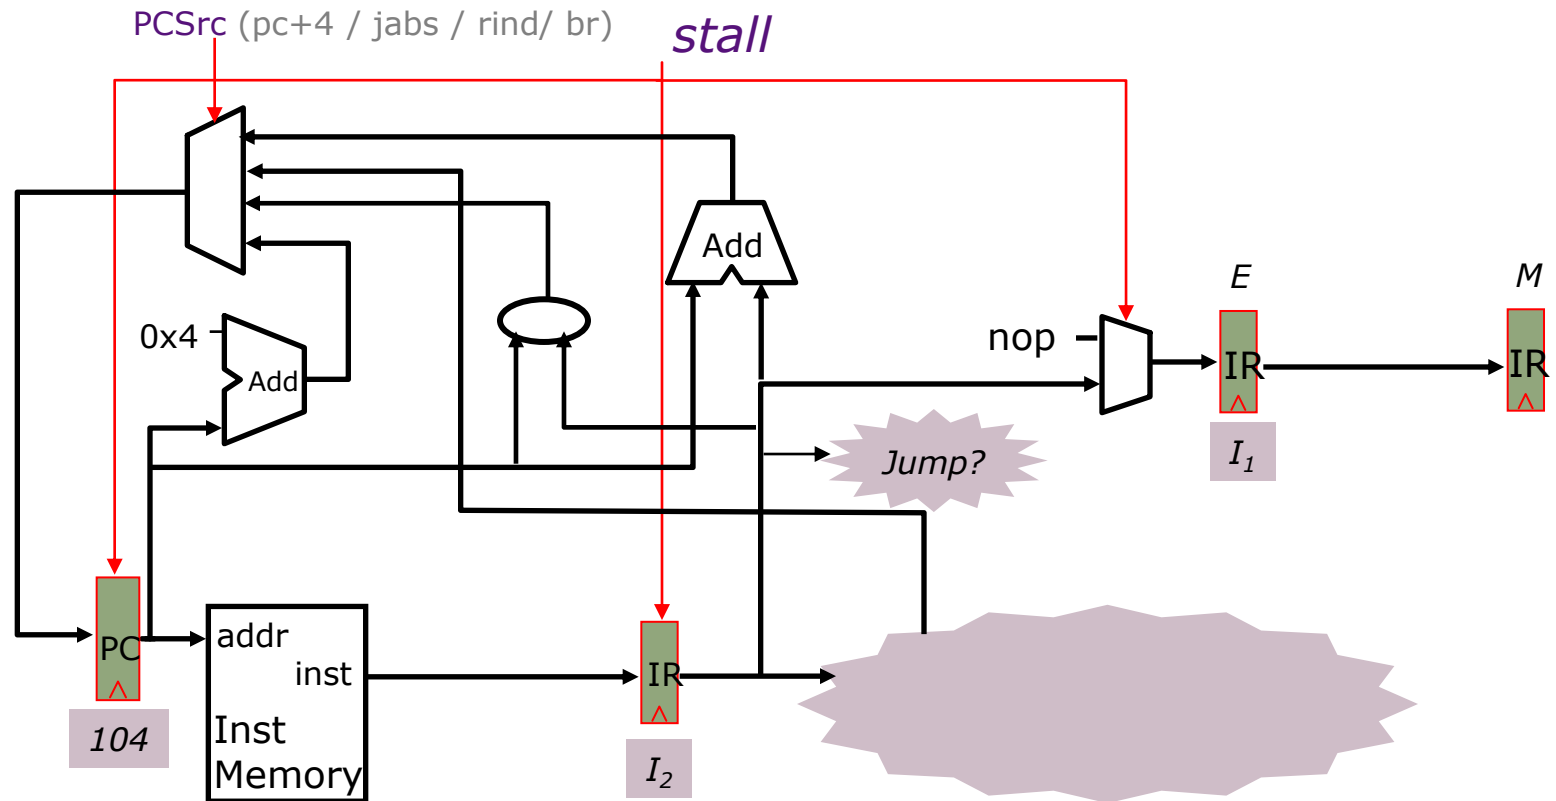 PCSrc (pc+4 / jabs / rind/ br)
stall
Add
0x4
Add
nop
E
M
IR
IR
I₁
Jump?
PC
addr
inst
Inst
Memory
IR
104
I₂